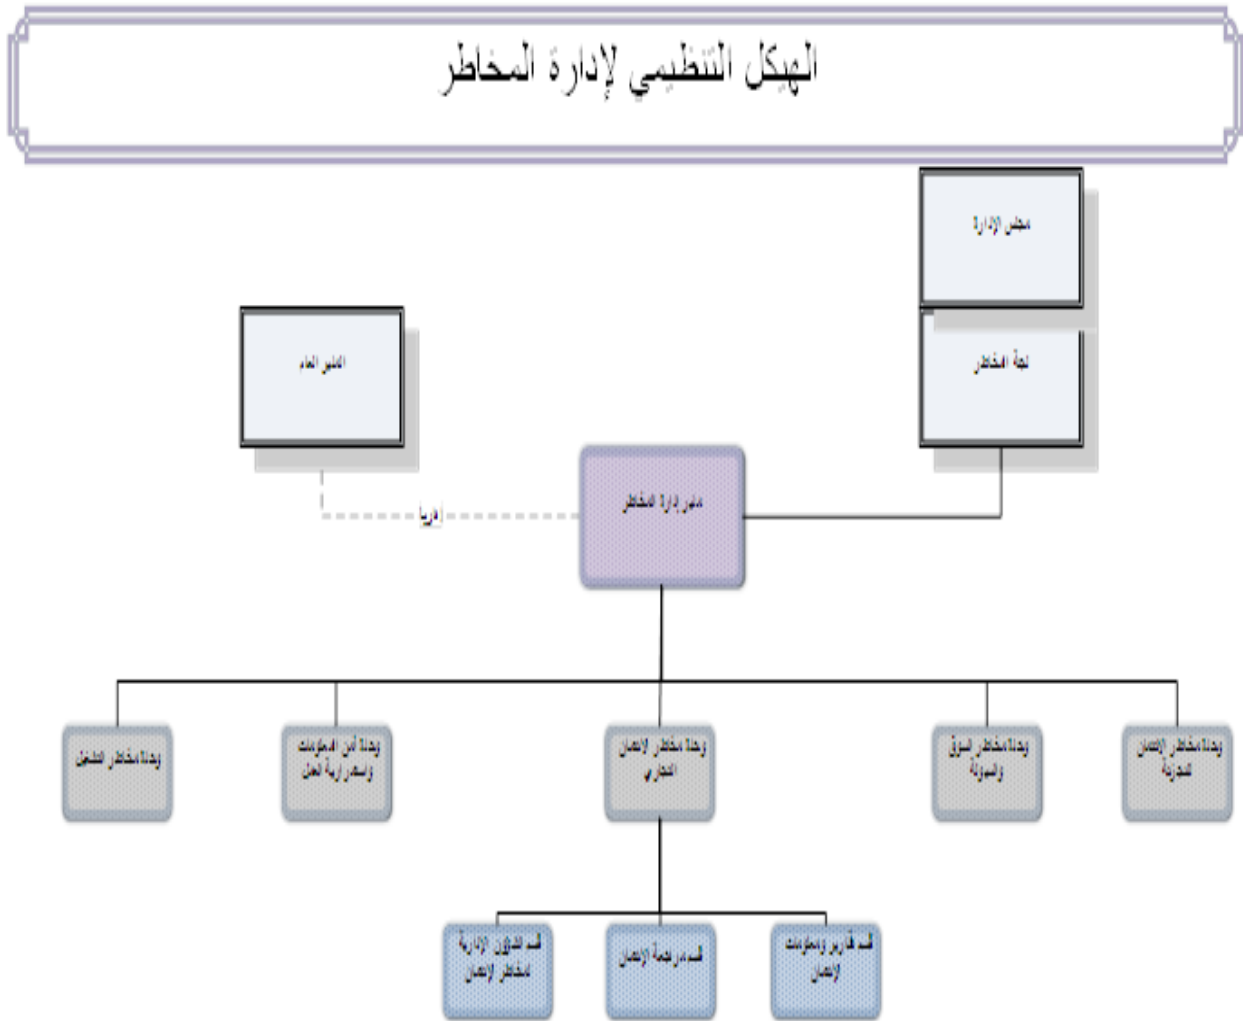 الهيكل التنظيمي لإدارة المخاطر
مجلس الإدارة
لجنة المخاطر
المدير العام
إداريا
مدير إدارة المخاطر
وحدة مخاطر الائتمان
للتجزئة
وحدة مخاطر السوق
والسيولة
وحدة مخاطر الائتمان
التجاري
وحدة أمن المعلومات
واستمرارية العمل
وحدة مخاطر التشغيل
قسم تقارير ومعلومات
الائتمان
قسم مراجعة الائتمان
قسم الشؤون الإدارية
لمخاطر الائتمان